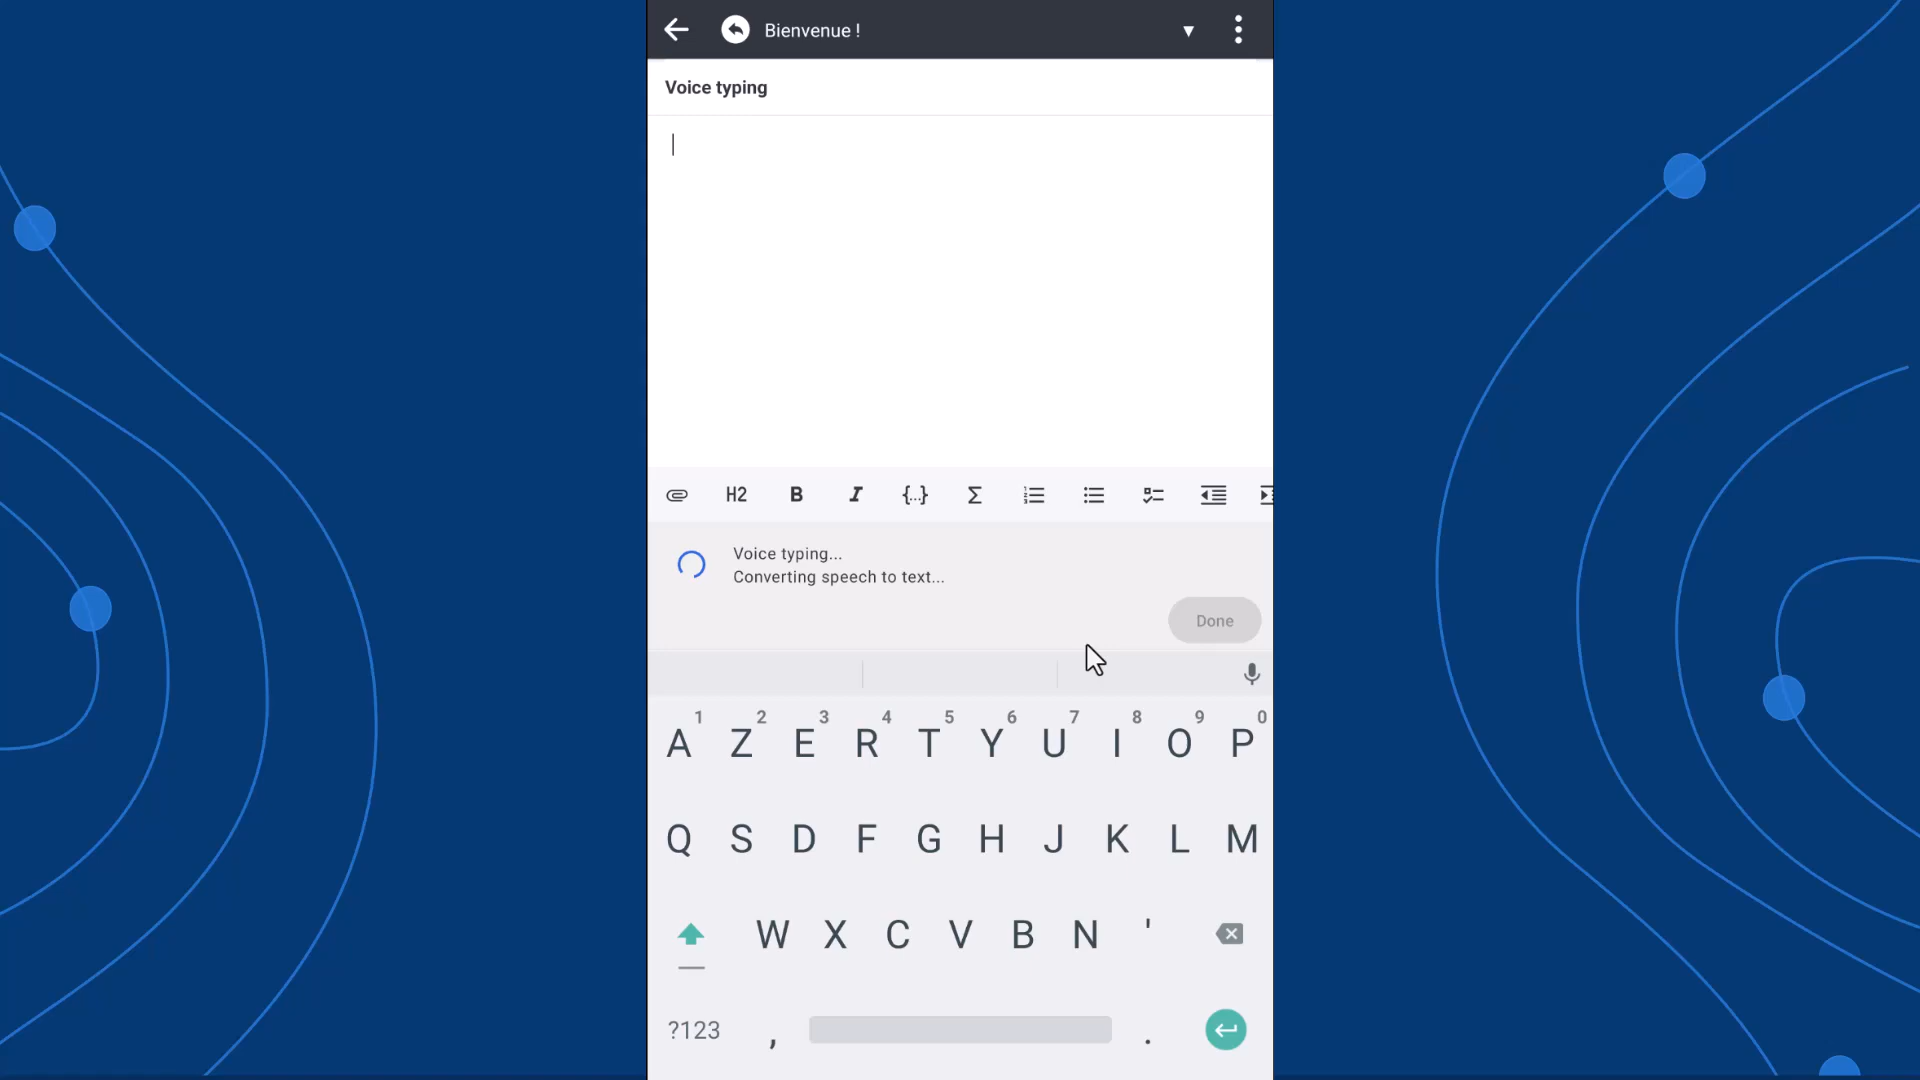 Bienvenue !
Voice typing
H2 B I {...} Σ
Voice typing...
Converting speech to text...
Done
1 2 3 4 5 6 7 8 9 0
A Z E R T Y U I O P
Q S D F G H J K L M
W X C V B N '
?123 , .